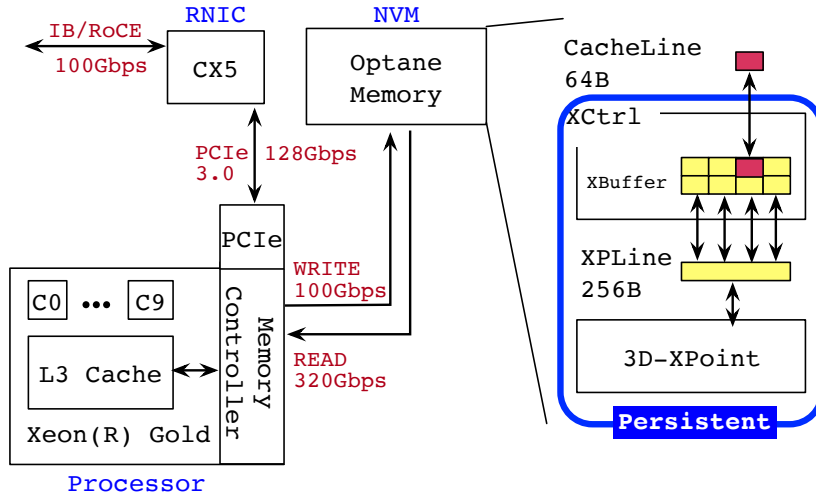 RNIC
NVM
IB/RoCE
100Gbps
CX5
Optane
Memory
PCIe 128Gbps
3.0
PCIe
WRITE
100Gbps
READ
320Gbps
C0 ••• C9
L3 Cache
Memory
Controller
Xeon(R) Gold
Processor
CacheLine
64B
XCtrl
XBuffer
XPLine
256B
3D-XPoint
Persistent